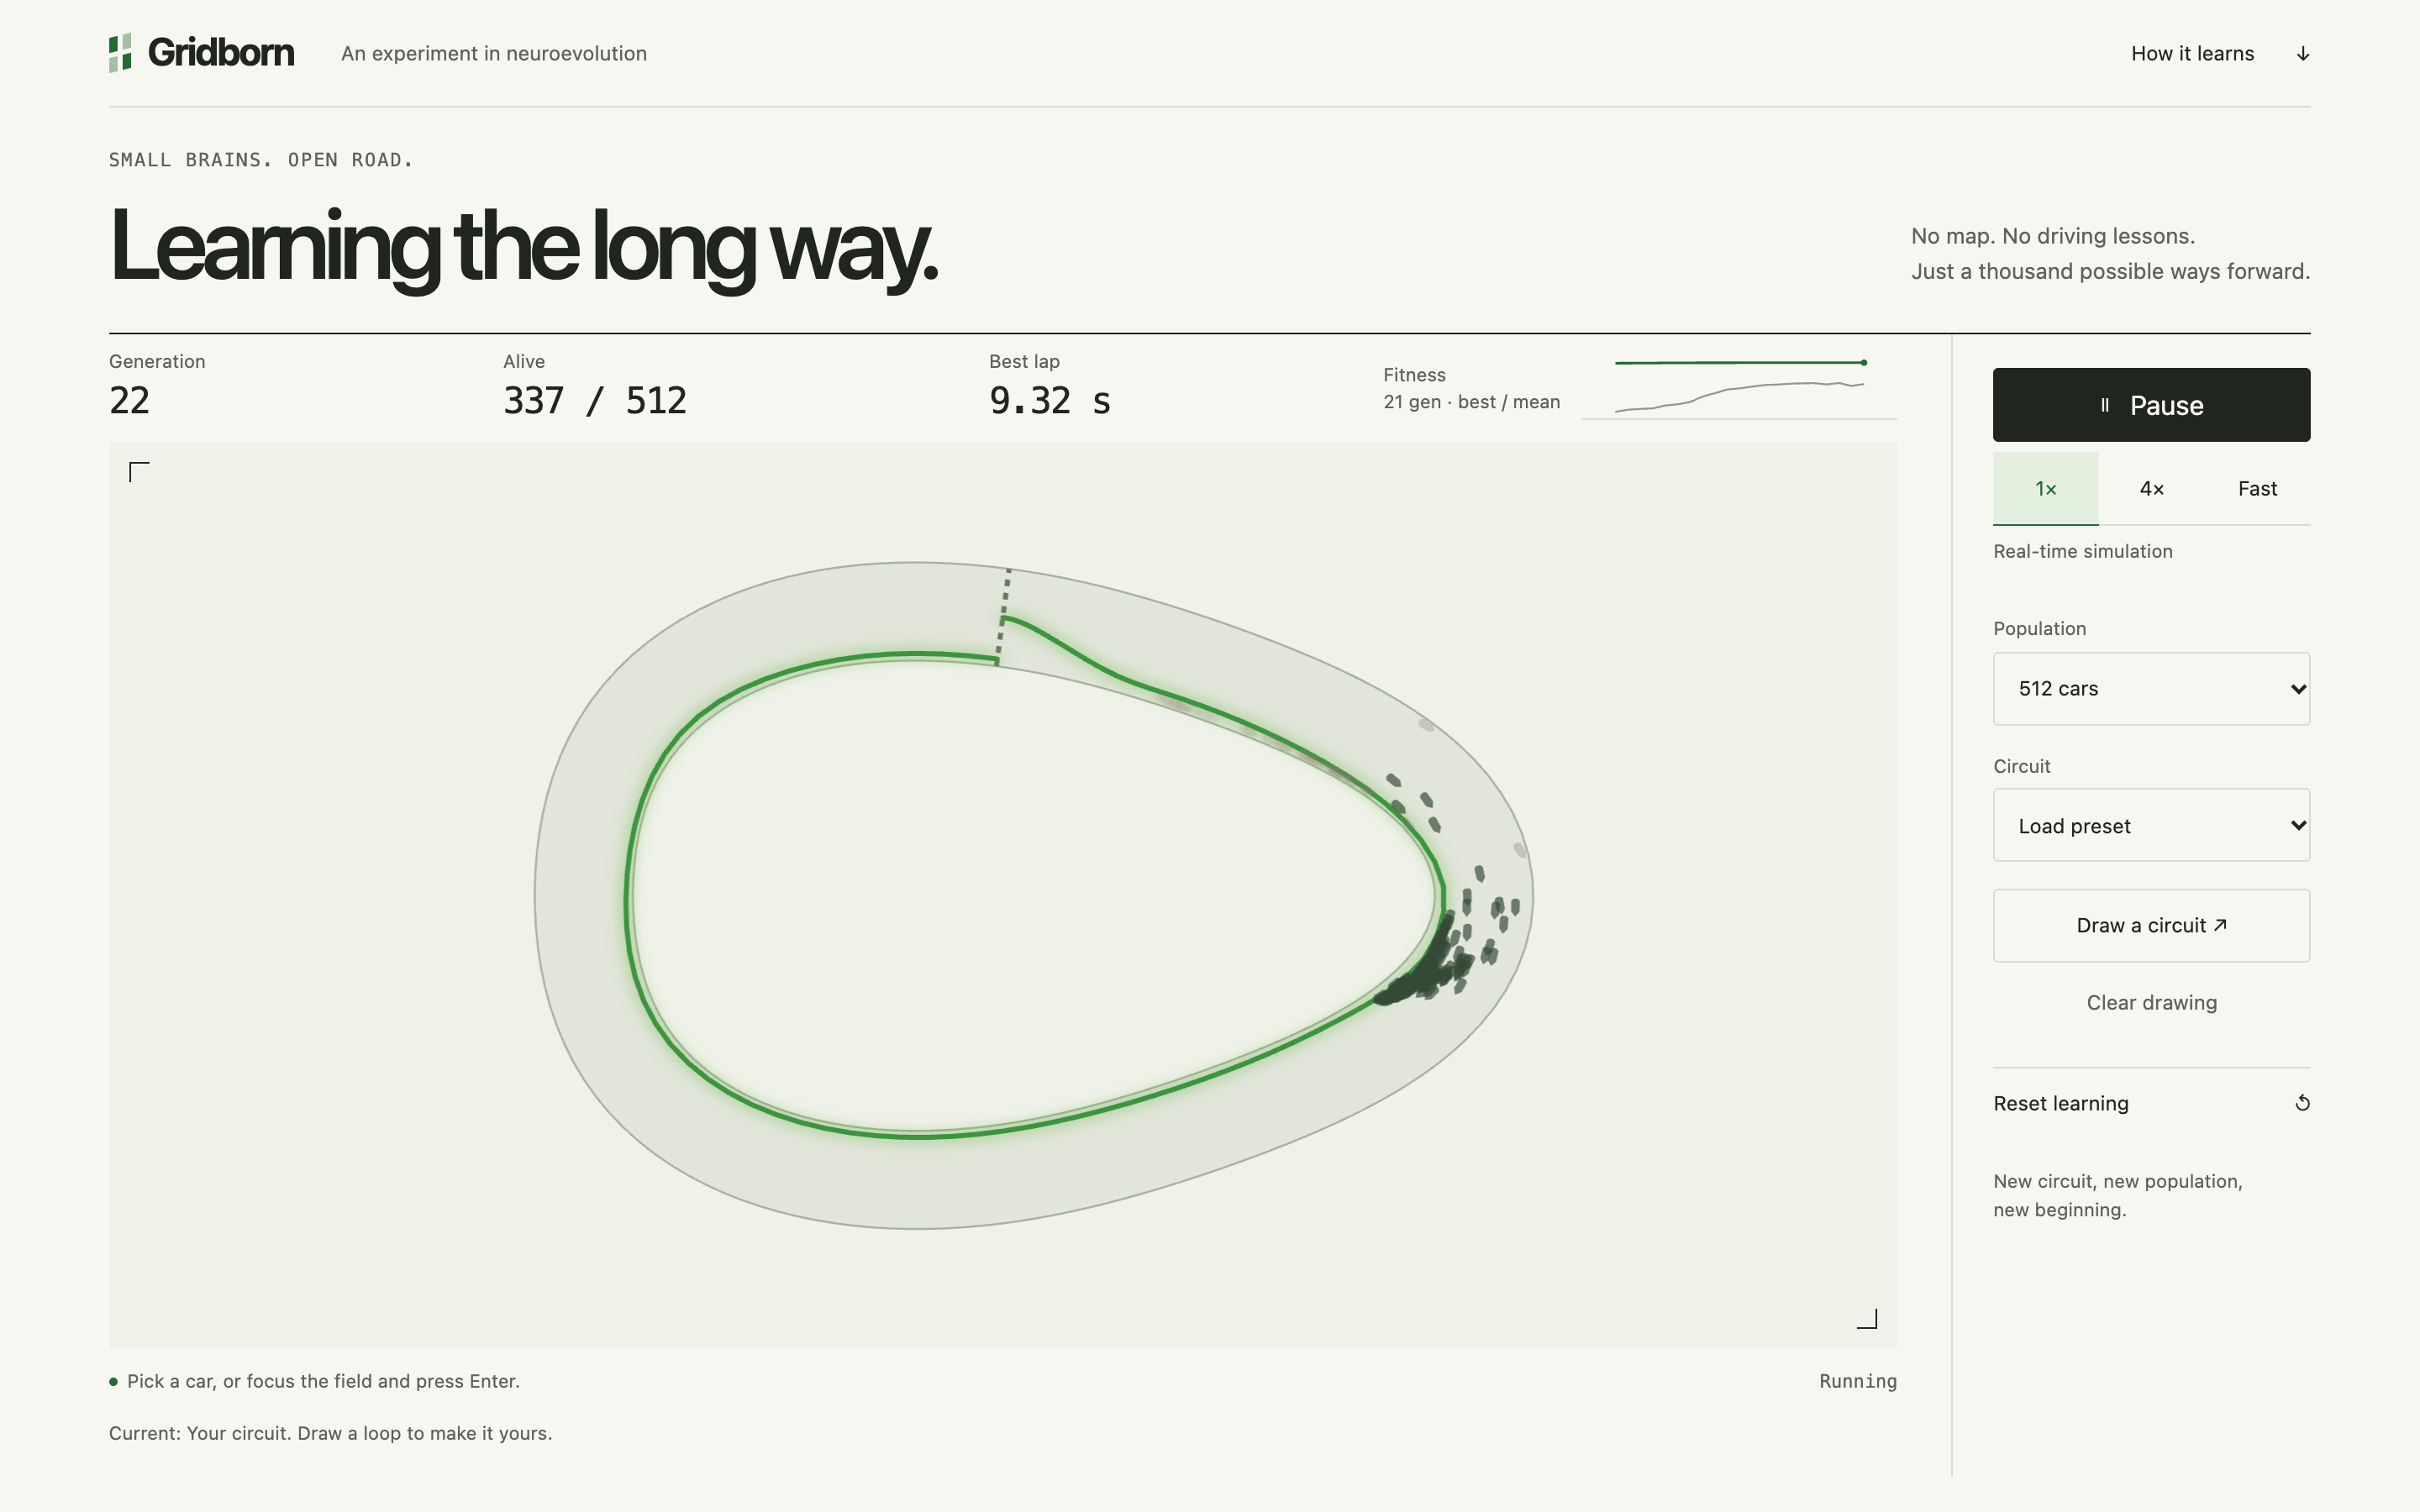 Gridborn
An experiment in neuroevolution
How it learns ↓
SMALL BRAINS. OPEN ROAD.
Learning the long way.
No map. No driving lessons.
Just a thousand possible ways forward.
Generation
22
Alive
337 / 512
Best lap
9.32 s
Fitness
21 gen · best / mean
Pause
1×
4×
Fast
Real-time simulation
Population
512 cars
Circuit
Load preset
Draw a circuit ↗
Clear drawing
Reset learning
New circuit, new population,
new beginning.
Pick a car, or focus the field and press Enter.
Running
Current: Your circuit. Draw a loop to make it yours.